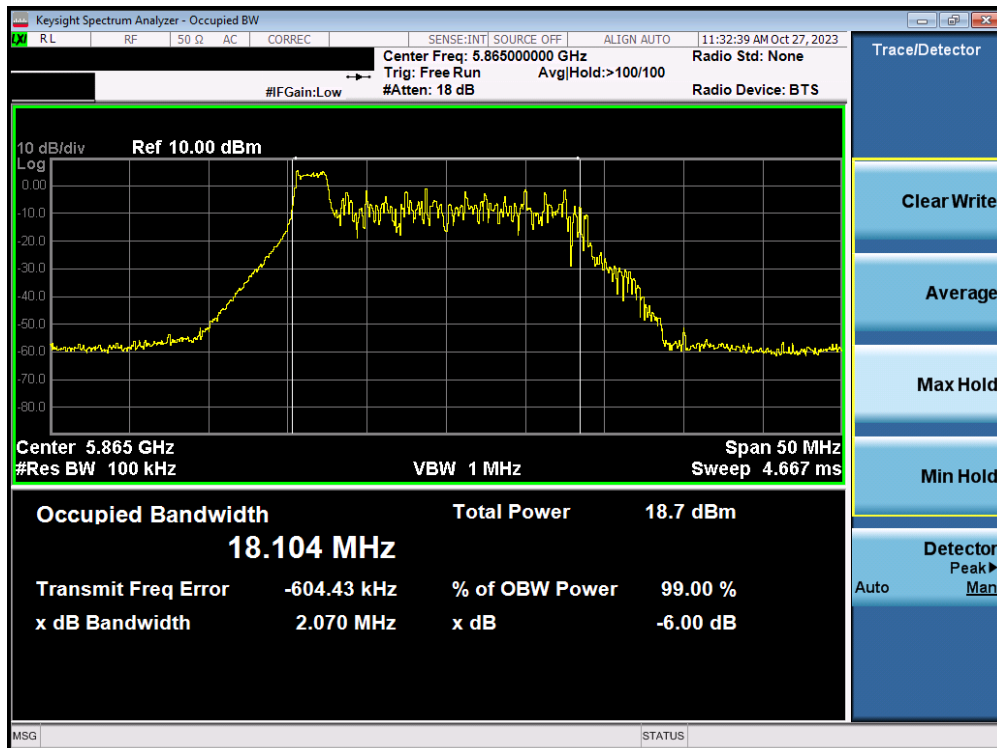 Keysight Spectrum Analyzer - Occupied BW
LXI RL RF 50 Ω AC CORREC SENSE:INT SOURCE OFF ALIGN AUTO 11:32:39 AM Oct 27, 2023
Center Freq: 5.865000000 GHz Radio Std: None
Trig: Free Run Avg|Hold:>100/100
#IFGain:Low #Atten: 18 dB Radio Device: BTS
10 dB/div Ref 10.00 dBm
Log
0.00
-10.0
-20.0
-30.0
-40.0
-50.0
-60.0
-70.0
-80.0
Center 5.865 GHz Span 50 MHz
#Res BW 100 kHz VBW 1 MHz Sweep 4.667 ms
Occupied Bandwidth Total Power 18.7 dBm
18.104 MHz
Transmit Freq Error -604.43 kHz % of OBW Power 99.00 %
x dB Bandwidth 2.070 MHz x dB -6.00 dB
MSG STATUS
Trace/Detector
Clear Write
Average
Max Hold
Min Hold
Detector
Peak▶
Auto Man